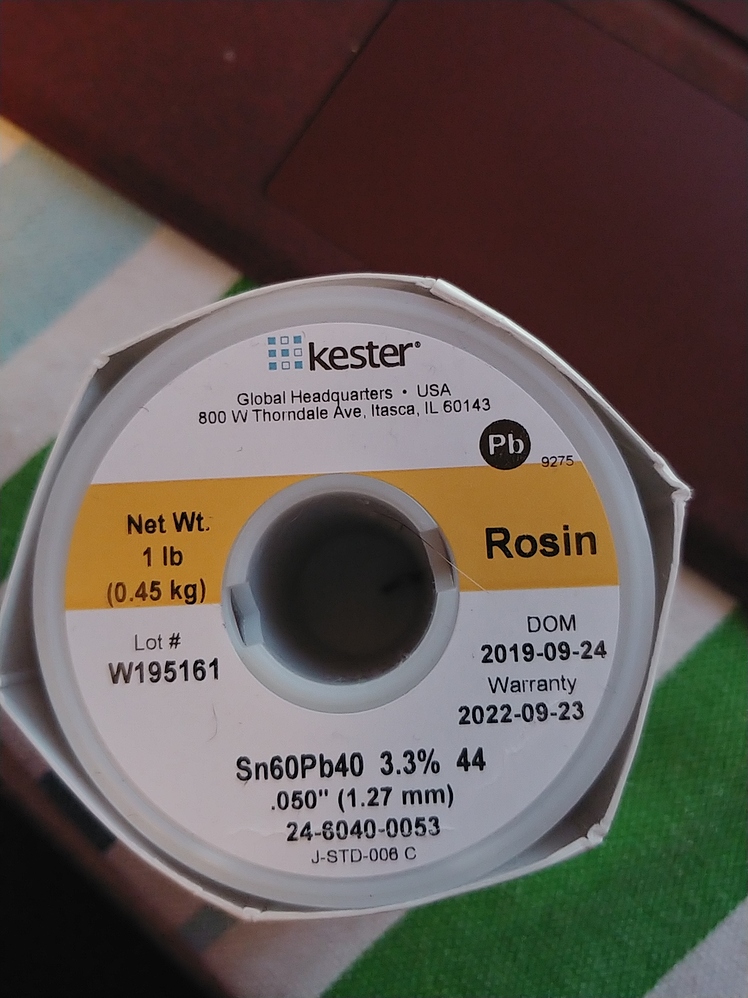 kester®
Global Headquarters • USA
800 W Thorndale Ave, Itasca, IL 60143
Pb
9275
Net Wt.
1 lb
(0.45 kg)
Rosin
Lot #
W195161
DOM
2019-09-24
Warranty
2022-09-23
Sn60Pb40 3.3% 44
.050" (1.27 mm)
24-6040-0053
J-STD-006 C